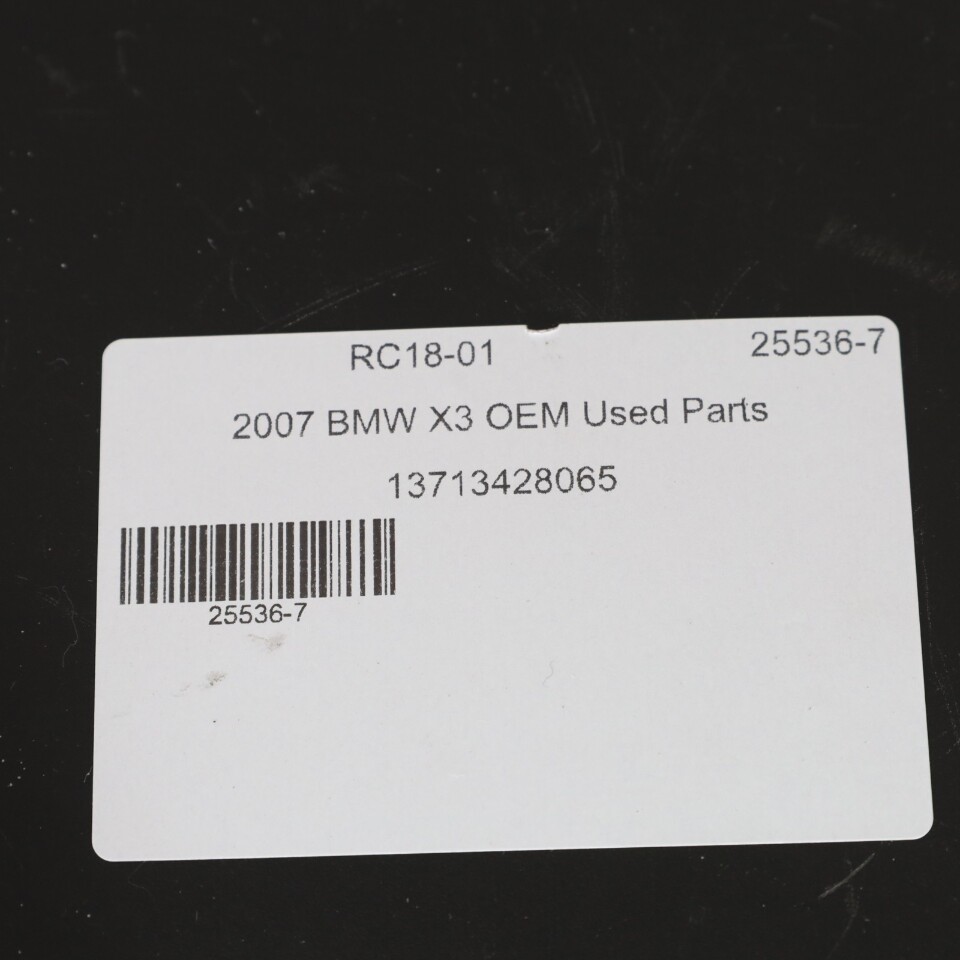 RC18-01 25536-7
2007 BMW X3 OEM Used Parts
13713428065
25536-7